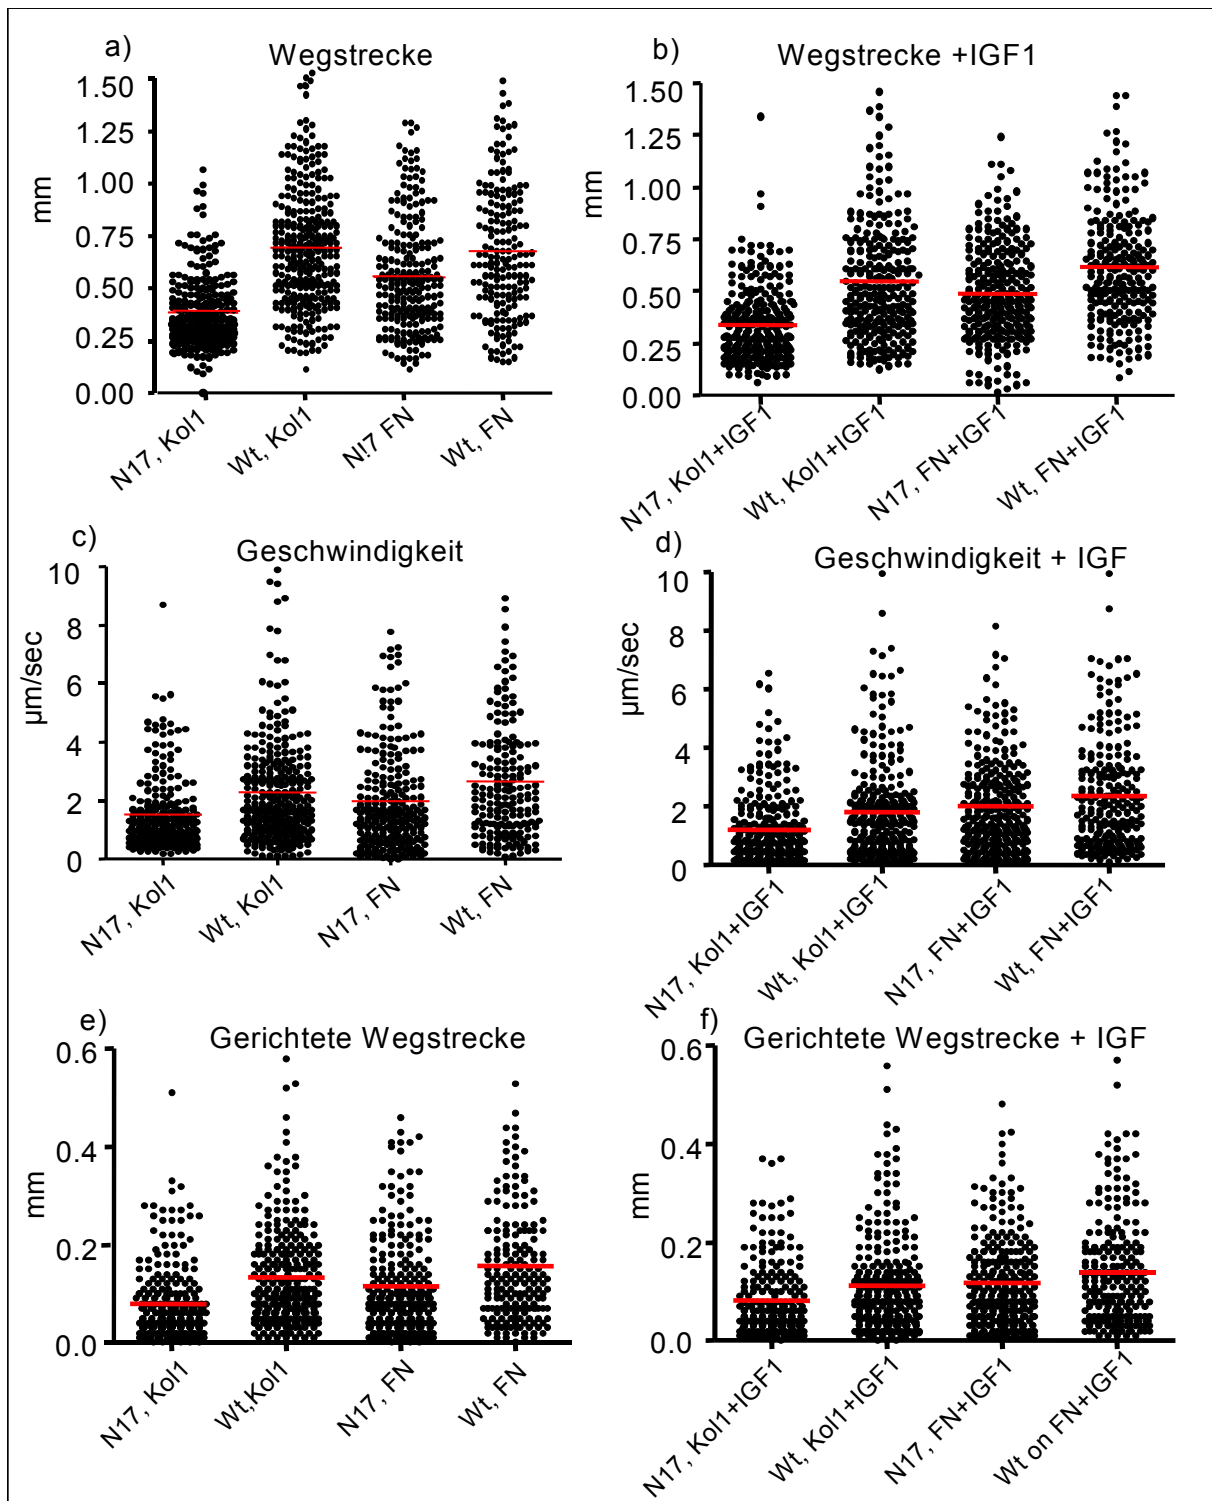 a) Wegstrecke
1.50
1.25
1.00
0.75
0.50
0.25
0.00
mm
N17, Kol1
Wt, Kol1
N!7 FN
Wt, FN
b) Wegstrecke +IGF1
1.50
1.25
1.00
0.75
0.50
0.25
0.00
mm
N17, Kol1+IGF1
Wt, Kol1+IGF1
N17, FN+IGF1
Wt, FN+IGF1
c) Geschwindigkeit
10
8
6
4
2
0
µm/sec
N17, Kol1
Wt, Kol1
N17, FN
Wt, FN
d) Geschwindigkeit + IGF
10
8
6
4
2
0
µm/sec
N17, Kol1+IGF1
Wt, Kol1+IGF1
N17, FN+IGF1
Wt, FN+IGF1
e) Gerichtete Wegstrecke
0.6
0.4
0.2
0.0
mm
N17, Kol1
Wt,Kol1
N17, FN
Wt, FN
f) Gerichtete Wegstrecke + IGF
0.6
0.4
0.2
0.0
mm
N17, Kol1+IGF1
Wt, Kol1+IGF1
N17, FN+IGF1
Wt on FN+IGF1